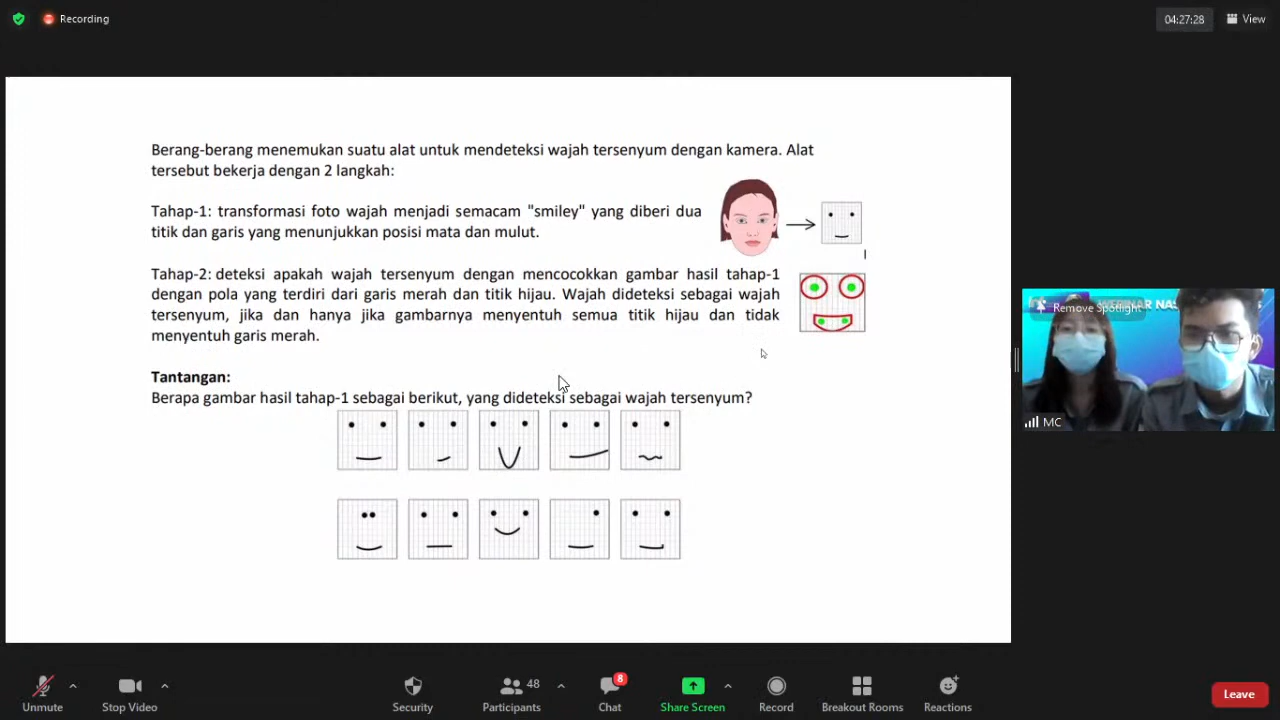 Recording
04:27:28
View
Berang-berang menemukan suatu alat untuk mendeteksi wajah tersenyum dengan kamera. Alat
tersebut bekerja dengan 2 langkah:
Tahap-1: transformasi foto wajah menjadi semacam "smiley" yang diberi dua
titik dan garis yang menunjukkan posisi mata dan mulut.
Tahap-2: deteksi apakah wajah tersenyum dengan mencocokkan gambar hasil tahap-1
dengan pola yang terdiri dari garis merah dan titik hijau. Wajah dideteksi sebagai wajah
tersenyum, jika dan hanya jika gambarnya menyentuh semua titik hijau dan tidak
menyentuh garis merah.
Tantangan:
Berapa gambar hasil tahap-1 sebagai berikut, yang dideteksi sebagai wajah tersenyum?
WEBINAR NAS
Remove Spotlight
MC
Unmute
Stop Video
Security
Participants
48
Chat
8
Share Screen
Record
Breakout Rooms
Reactions
Leave